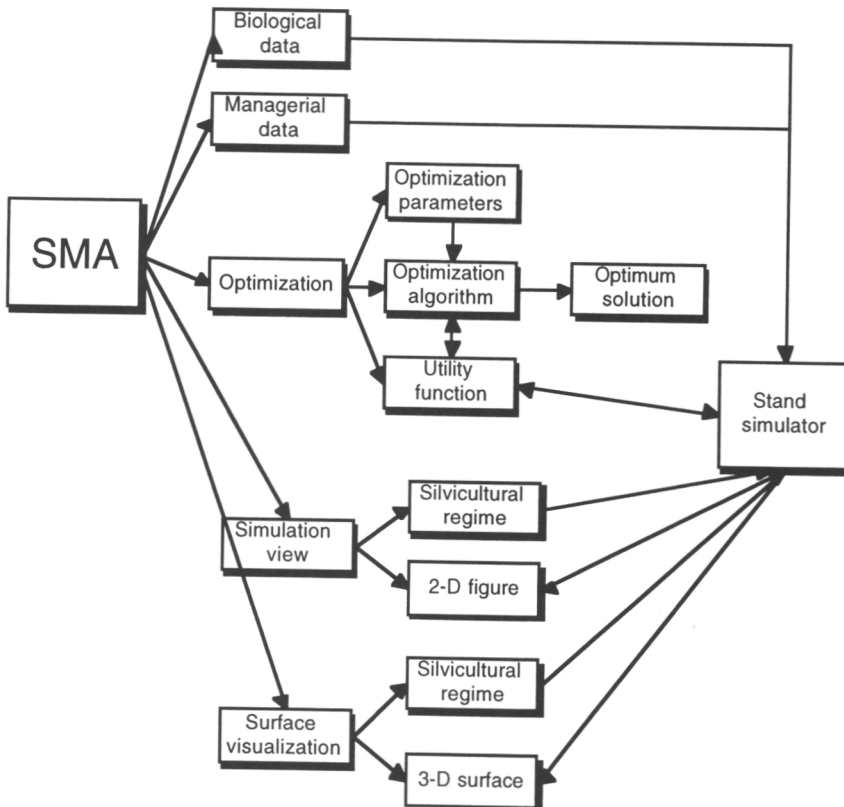 Biological
data
Managerial
data
SMA
Optimization
parameters
Optimization
Optimization
algorithm
Optimum
solution
Utility
function
Stand
simulator
Silvicultural
regime
Simulation
view
2-D figure
Silvicultural
regime
Surface
visualization
3-D surface